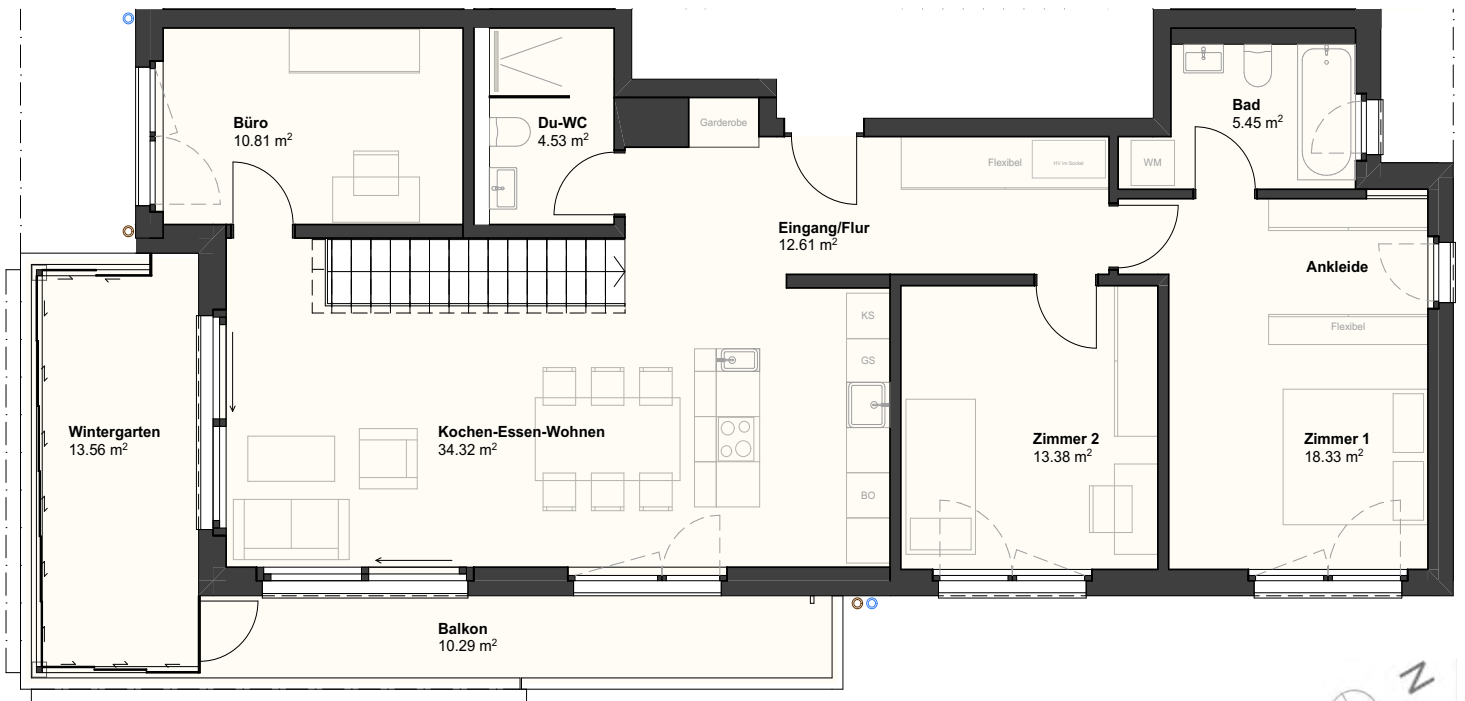 Büro
10.81 m²
Du-WC
4.53 m²
Garderobe
Bad
5.45 m²
Flexibel
HV im Sockel
WM
Eingang/Flur
12.61 m²
Ankleide
KS
Flexibel
GS
Wintergarten
13.56 m²
Kochen-Essen-Wohnen
34.32 m²
Zimmer 2
13.38 m²
Zimmer 1
18.33 m²
BO
Balkon
10.29 m²
N